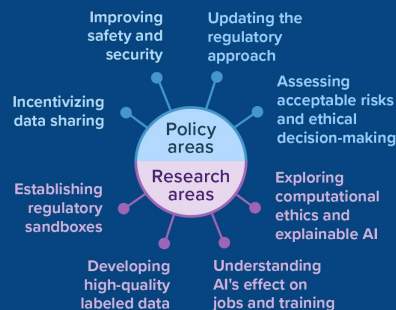 Improving
safety and
security
Updating the
regulatory
approach
Incentivizing
data sharing
Assessing
acceptable risks
and ethical
decision-making
Policy
areas
Research
areas
Establishing
regulatory
sandboxes
Exploring
computational
ethics and
explainable AI
Developing
high-quality
labeled data
Understanding
AI's effect on
jobs and training